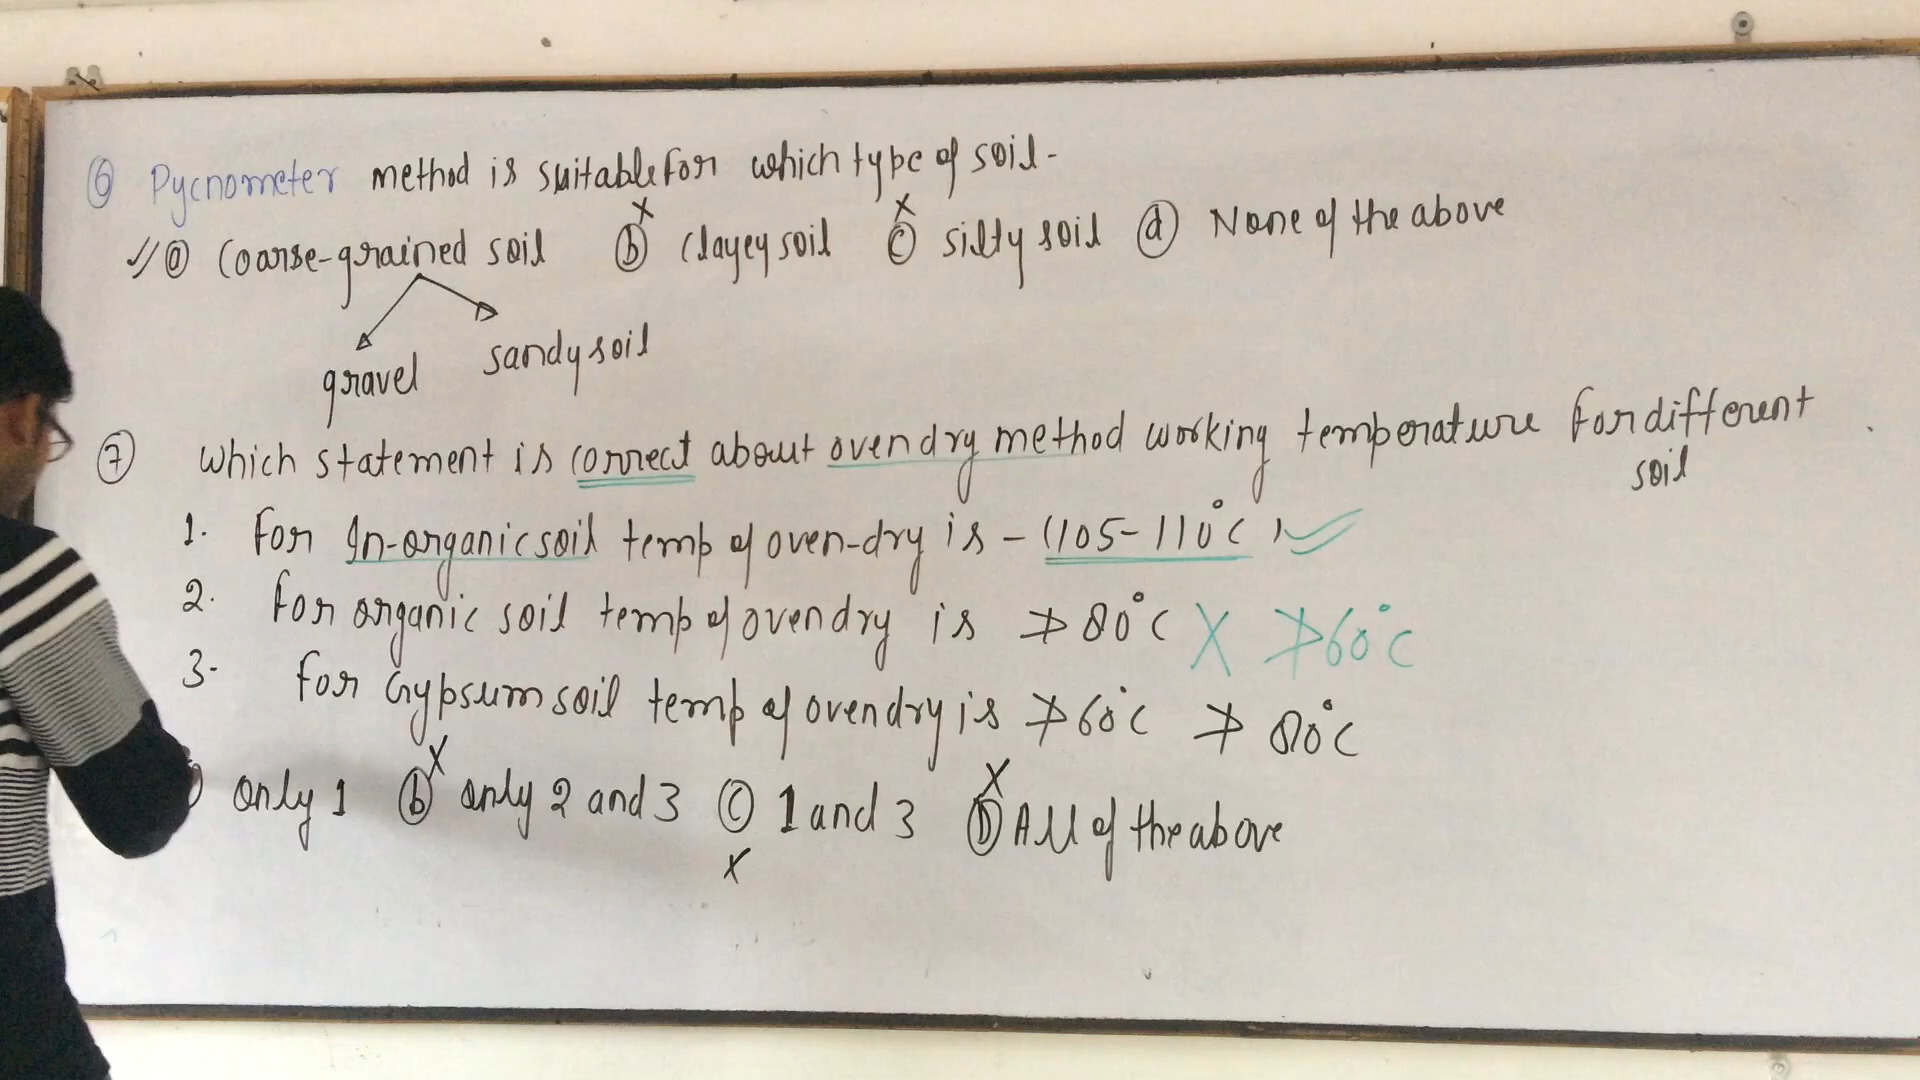 ⑥ Pycnometer method is suitable for which type of soil-
ⓐ Coarse-grained soil ⓑ Clayey soil ⓒ silty soil ⓓ None of the above
gravel sandy soil
⑦ Which statement is correct about oven dry method working temperature for different soil
1. For In-organic soil temp of oven-dry is - (105-110°C)
2. For organic soil temp of oven dry is ≯ 80°C X ≯60°C
3- For Gypsum soil temp of oven dry is ≯ 60°C ≯ 80°C
only 1 ⓑ only 2 and 3 ⓒ 1 and 3 Ⓓ All of the above